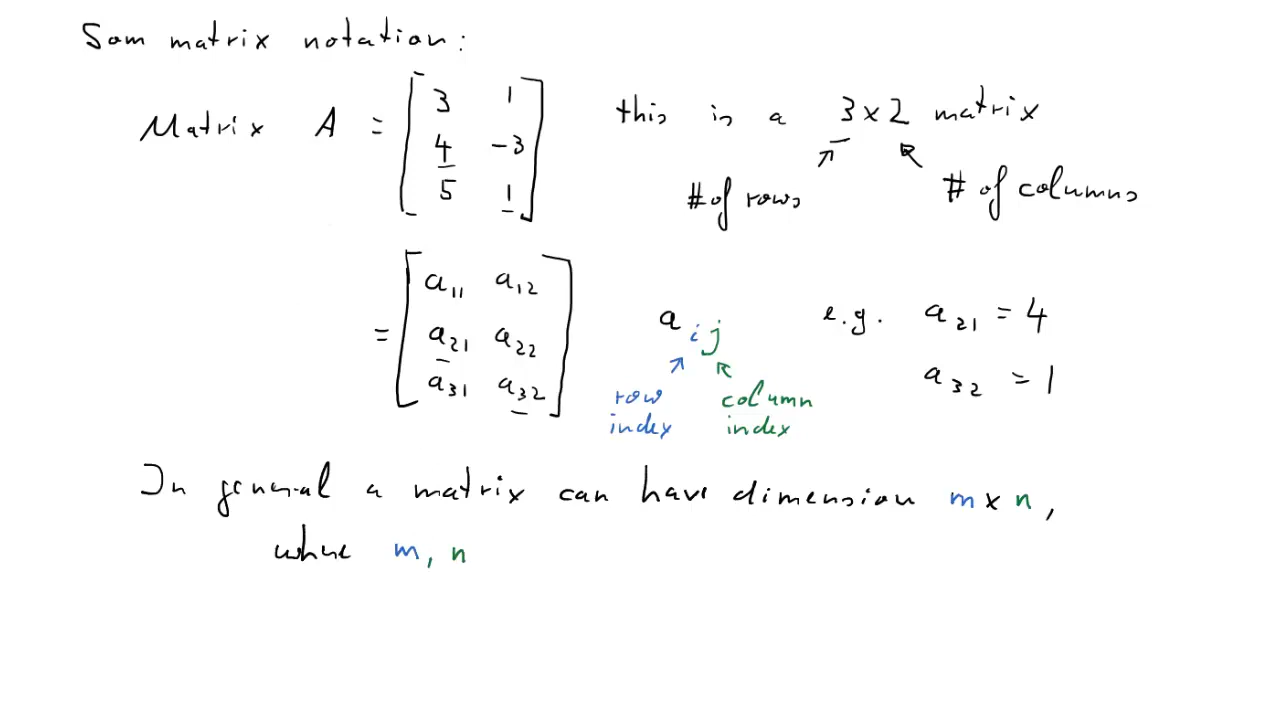 Som matrix notation:
Matrix A = [ 3 1 this is a 3 x 2 matrix
4 -3
5 1 ] # of rows # of columns
= [ a11 a12
a21 a22 aij e.g. a21 = 4
a31 a32 ] a32 = 1
row column
index index
In general a matrix can have dimension m x n,
where m, n